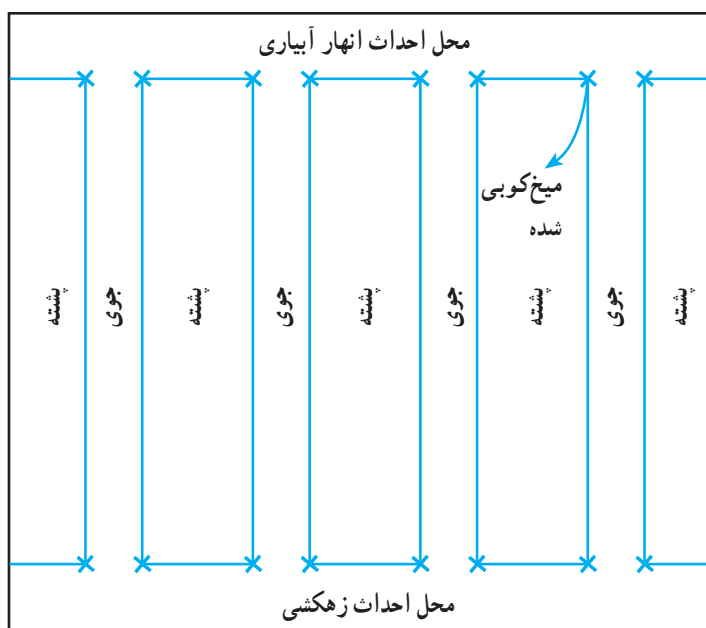 محل احداث انهار آبیاری
میخ‌کوبی
شده
پشته
جوی
پشته
جوی
پشته
جوی
پشته
جوی
پشته
محل احداث زهکشی